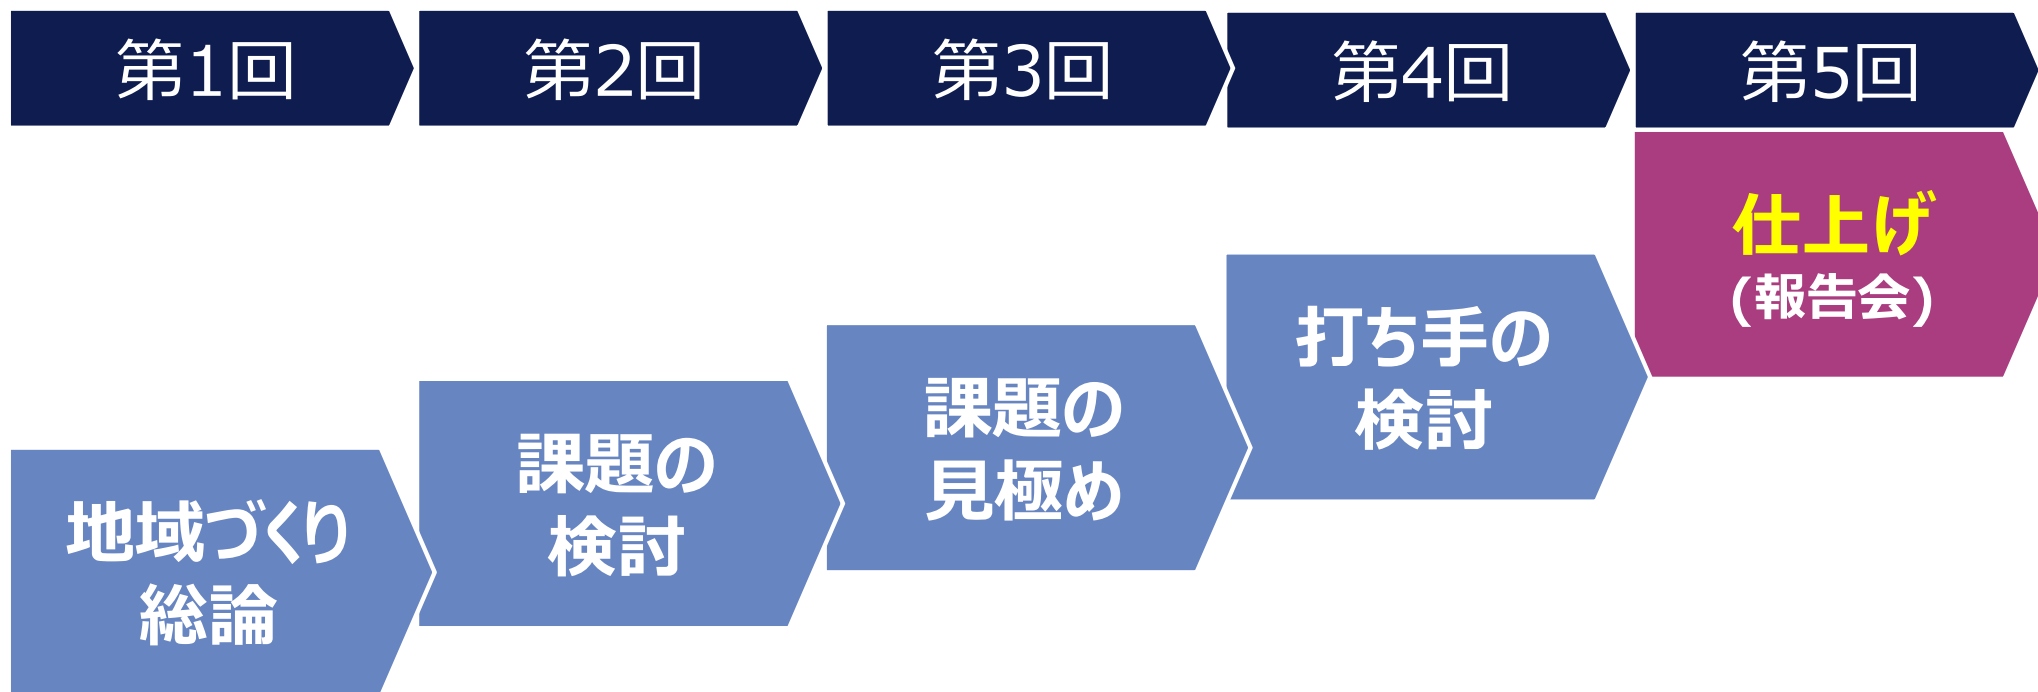 第1回
第2回
第3回
第4回
第5回
地域づくり
総論
課題の
検討
課題の
見極め
打ち手の
検討
仕上げ
(報告会)